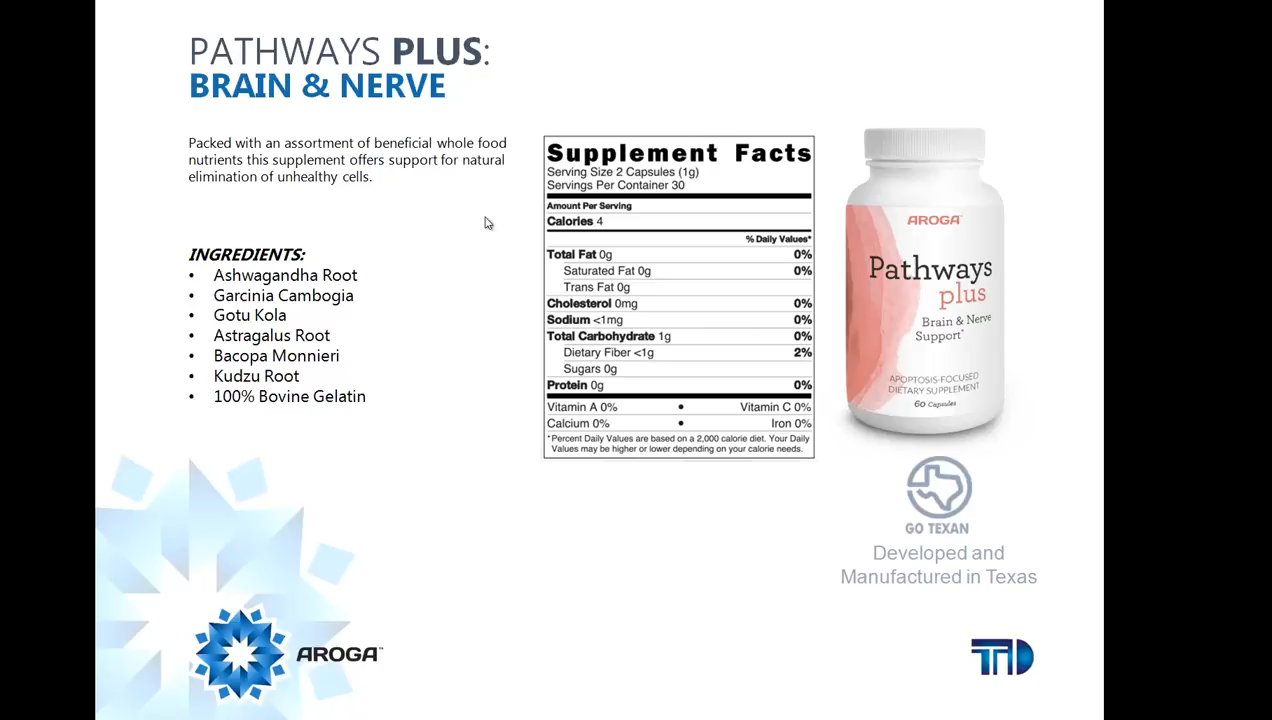 PATHWAYS PLUS:
BRAIN & NERVE
Packed with an assortment of beneficial whole food
nutrients this supplement offers support for natural
elimination of unhealthy cells.
INGREDIENTS:
• Ashwagandha Root
• Garcinia Cambogia
• Gotu Kola
• Astragalus Root
• Bacopa Monnieri
• Kudzu Root
• 100% Bovine Gelatin
Supplement Facts
Serving Size 2 Capsules (1g)
Servings Per Container 30
Amount Per Serving
Calories 4
% Daily Values*
Total Fat 0g 0%
Saturated Fat 0g 0%
Trans Fat 0g
Cholesterol 0mg 0%
Sodium <1mg 0%
Total Carbohydrate 1g 0%
Dietary Fiber <1g 2%
Sugars 0g
Protein 0g 0%
Vitamin A 0% • Vitamin C 0%
Calcium 0% • Iron 0%
*Percent Daily Values are based on a 2,000 calorie diet. Your Daily
Values may be higher or lower depending on your calorie needs.
AROGA™
Pathways
plus
Brain & Nerve
Support*
APOPTOSIS-FOCUSED
DIETARY SUPPLEMENT
60 Capsules
GO TEXAN
Developed and
Manufactured in Texas
AROGA™
TTD